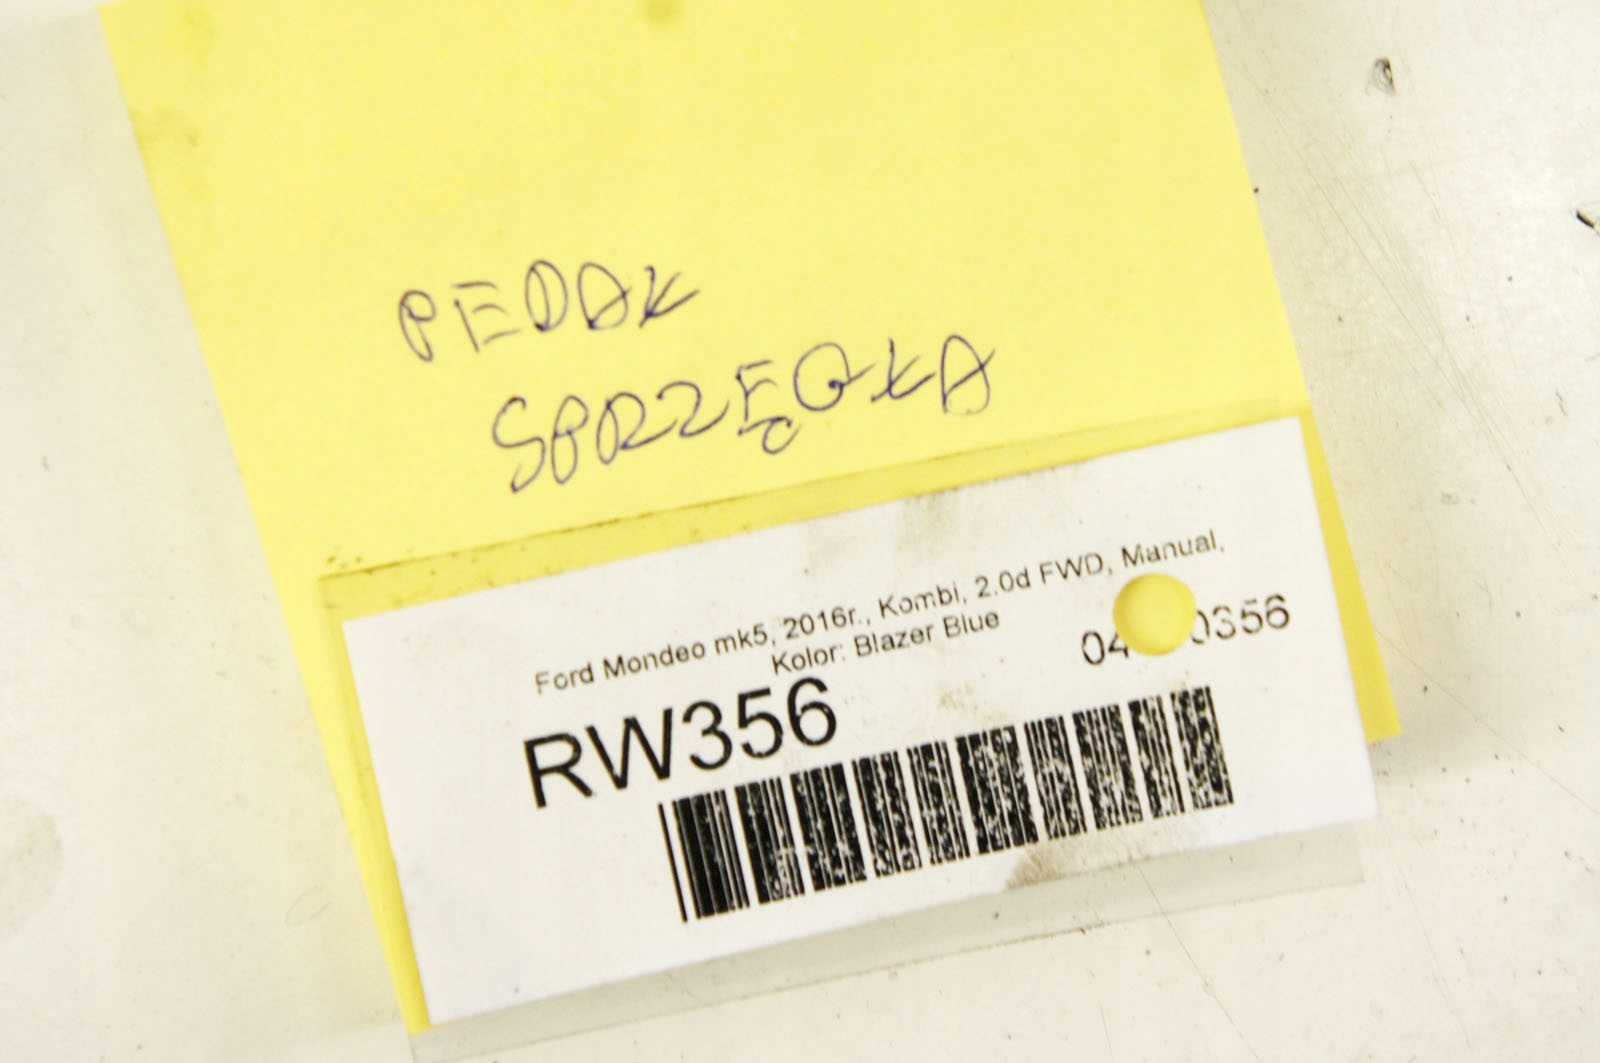 PEDAŁ
SPRZĘGŁA
Ford Mondeo mk5, 2016r., Kombi, 2.0d FWD, Manual,
Kolor: Blazer Blue
RW356